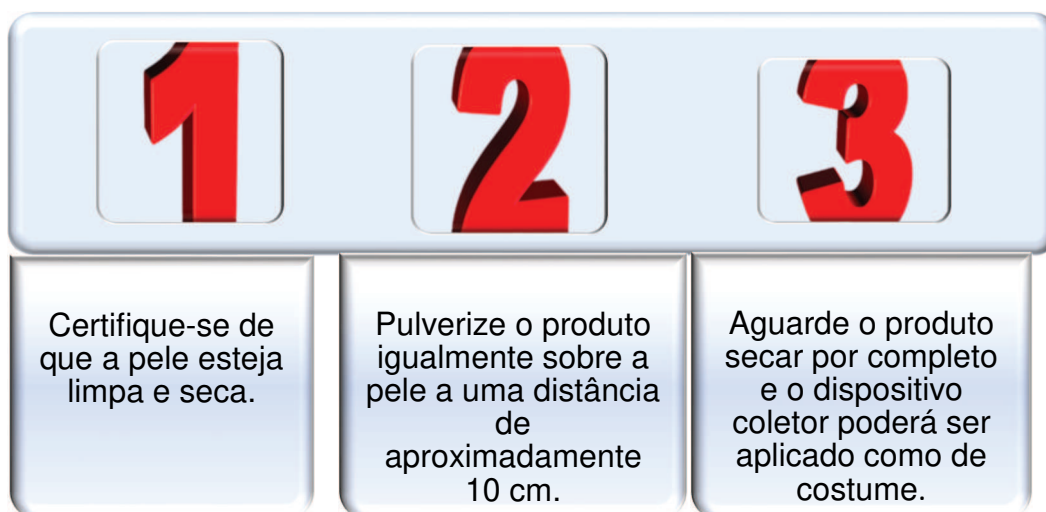 1
Certifique-se de
que a pele esteja
limpa e seca.
2
Pulverize o produto
igualmente sobre a
pele a uma distância
de
aproximadamente
10 cm.
3
Aguarde o produto
secar por completo
e o dispositivo
coletor poderá ser
aplicado como de
costume.